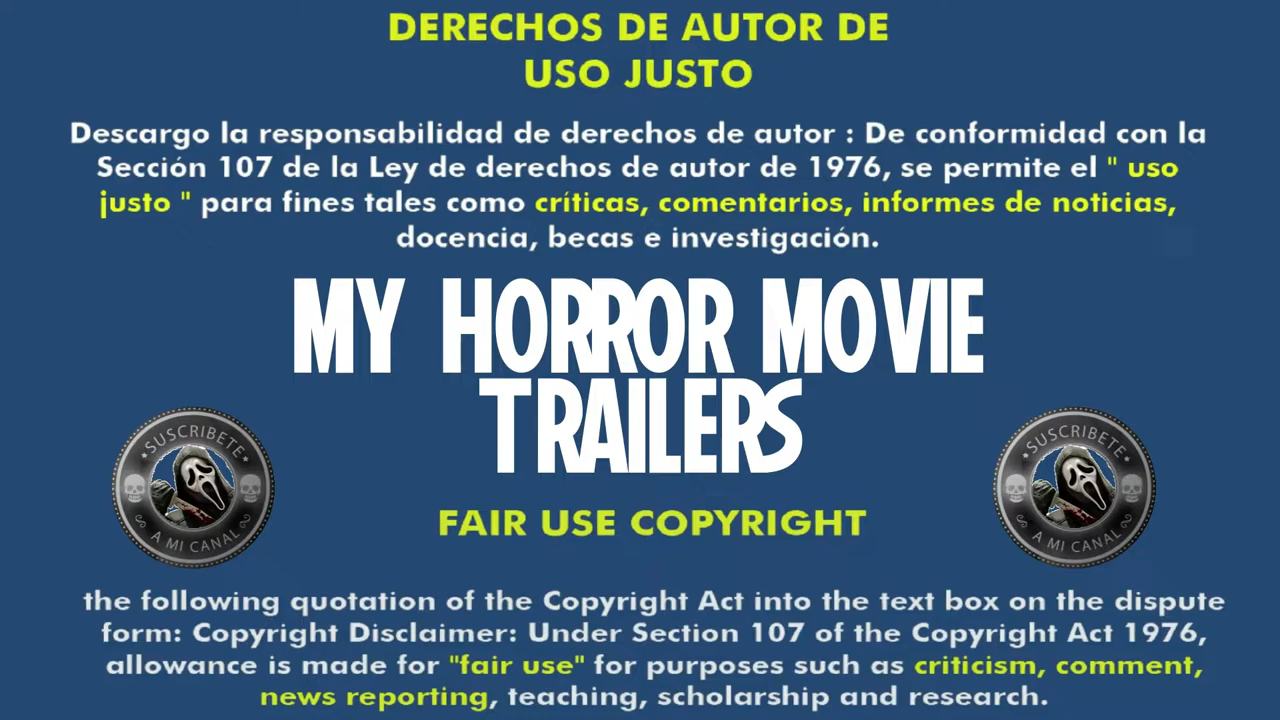 DERECHOS DE AUTOR DE
USO JUSTO
Descargo la responsabilidad de derechos de autor : De conformidad con la
Sección 107 de la Ley de derechos de autor de 1976, se permite el " uso
justo " para fines tales como críticas, comentarios, informes de noticias,
docencia, becas e investigación.
MY HORROR MOVIE
TRAILERS
SUSCRIBETE
A MI CANAL
SUSCRIBETE
A MI CANAL
FAIR USE COPYRIGHT
the following quotation of the Copyright Act into the text box on the dispute
form: Copyright Disclaimer: Under Section 107 of the Copyright Act 1976,
allowance is made for "fair use" for purposes such as criticism, comment,
news reporting, teaching, scholarship and research.